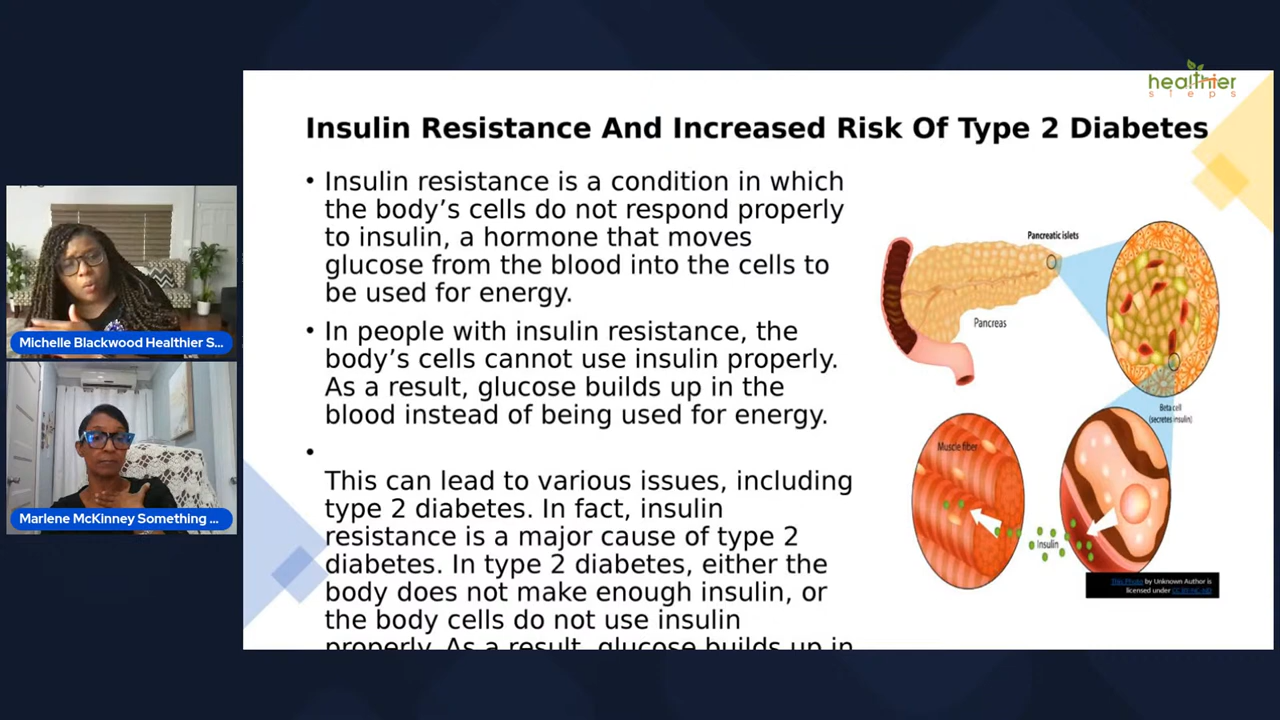 healthier
steps
Insulin Resistance And Increased Risk Of Type 2 Diabetes
• Insulin resistance is a condition in which
the body’s cells do not respond properly
to insulin, a hormone that moves
glucose from the blood into the cells to
be used for energy.
• In people with insulin resistance, the
body’s cells cannot use insulin properly.
As a result, glucose builds up in the
blood instead of being used for energy.
•
This can lead to various issues, including
type 2 diabetes. In fact, insulin
resistance is a major cause of type 2
diabetes. In type 2 diabetes, either the
body does not make enough insulin, or
the body cells do not use insulin
properly. As a result, glucose builds up in
Pancreatic islets
Pancreas
Beta cell
(secretes insulin)
Muscle fiber
Insulin
This Photo by Unknown Author is
licensed under CC BY-NC-ND
Michelle Blackwood Healthier S...
Marlene McKinney Something ...